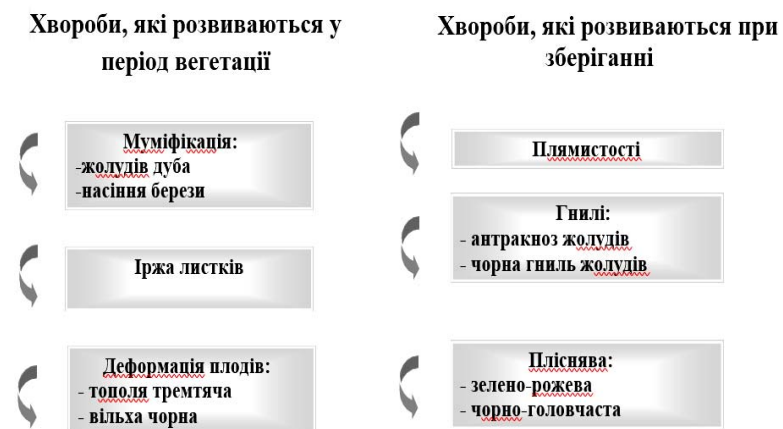 Хвороби, які розвиваються у
період вегетації
Муміфікація:
-жолудів дуба
-насіння берези
Іржа листків
Деформація плодів:
- тополя тремтяча
- вільха чорна
Хвороби, які розвиваються при
зберіганні
Плямистості
Гнилі:
- антракноз жолудів
- чорна гниль жолудів
Пліснява:
- зелено-рожева
- чорно-головчаста